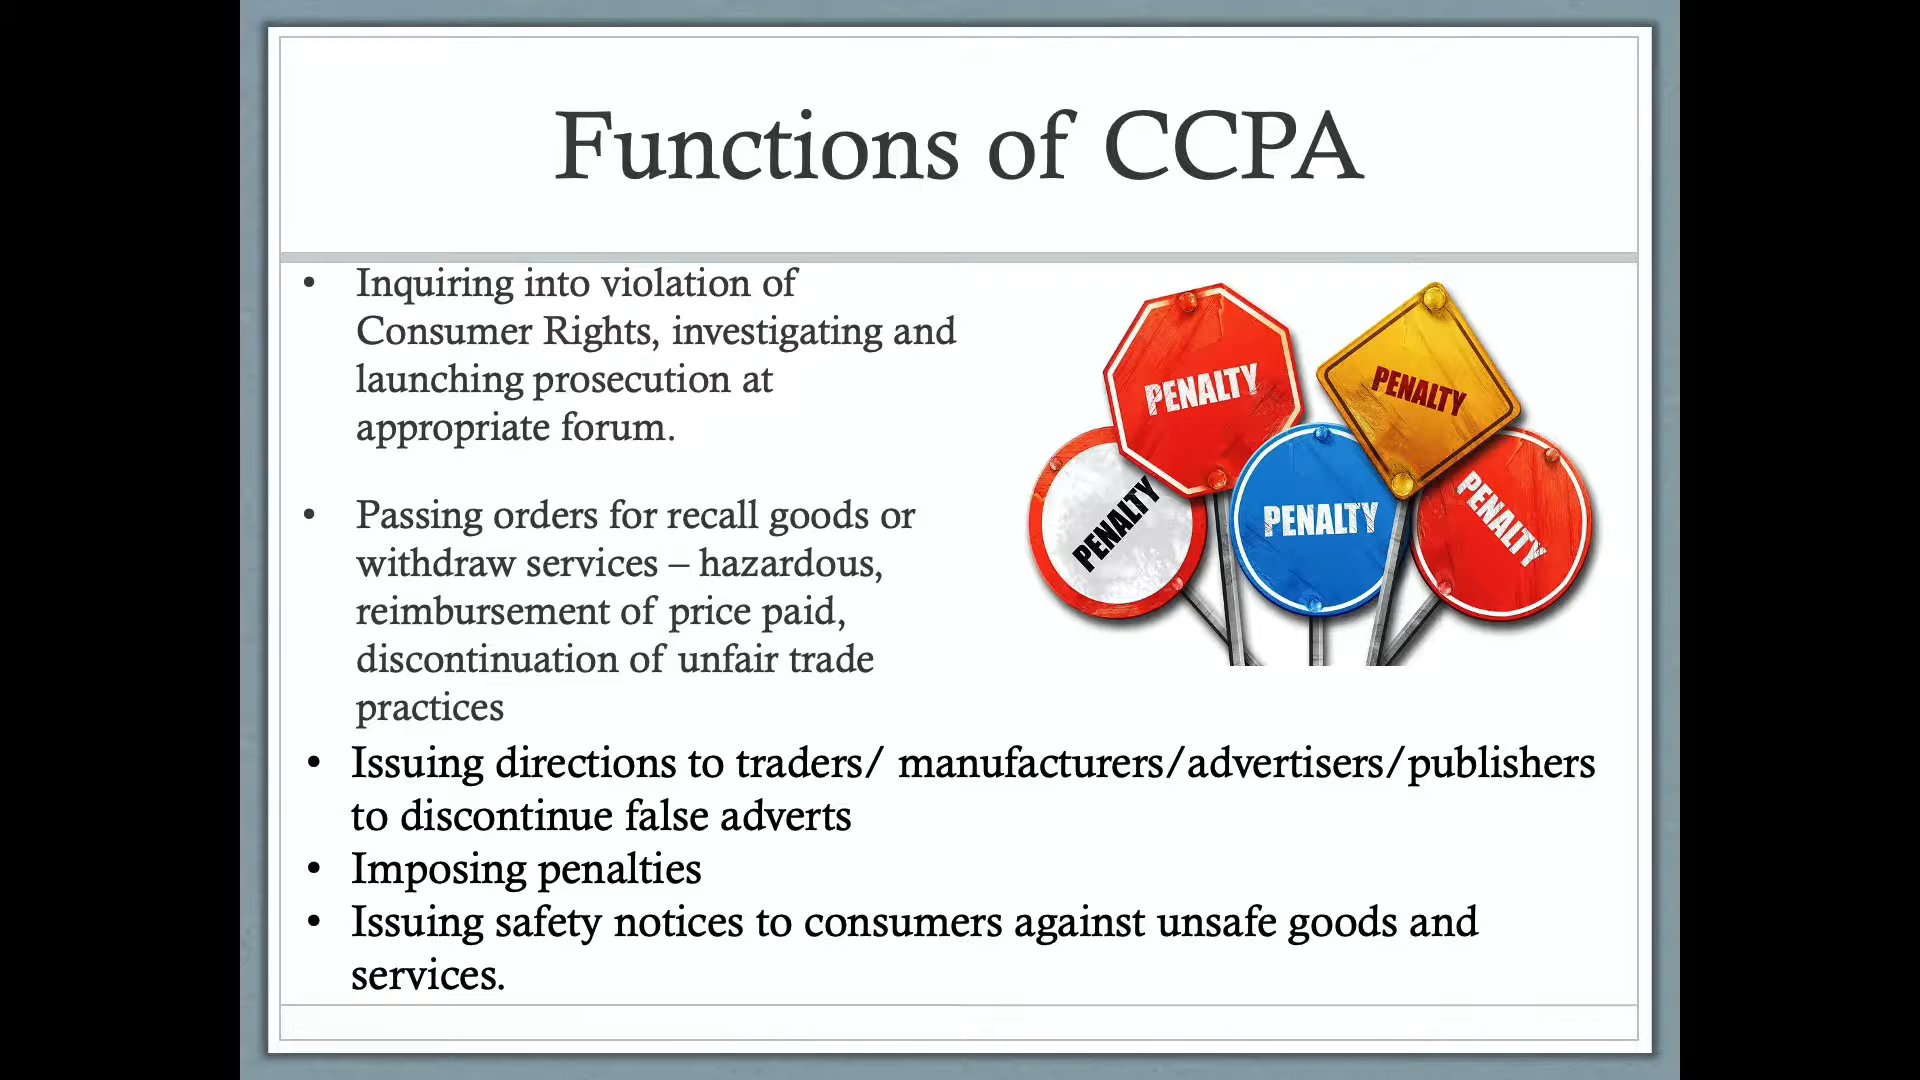 Functions of CCPA
• Inquiring into violation of
Consumer Rights, investigating and
launching prosecution at
appropriate forum.
• Passing orders for recall goods or
withdraw services – hazardous,
reimbursement of price paid,
discontinuation of unfair trade
practices
• Issuing directions to traders/ manufacturers/advertisers/publishers
to discontinue false adverts
• Imposing penalties
• Issuing safety notices to consumers against unsafe goods and
services.
PENALTY
PENALTY
PENALTY
PENALTY
PENALTY